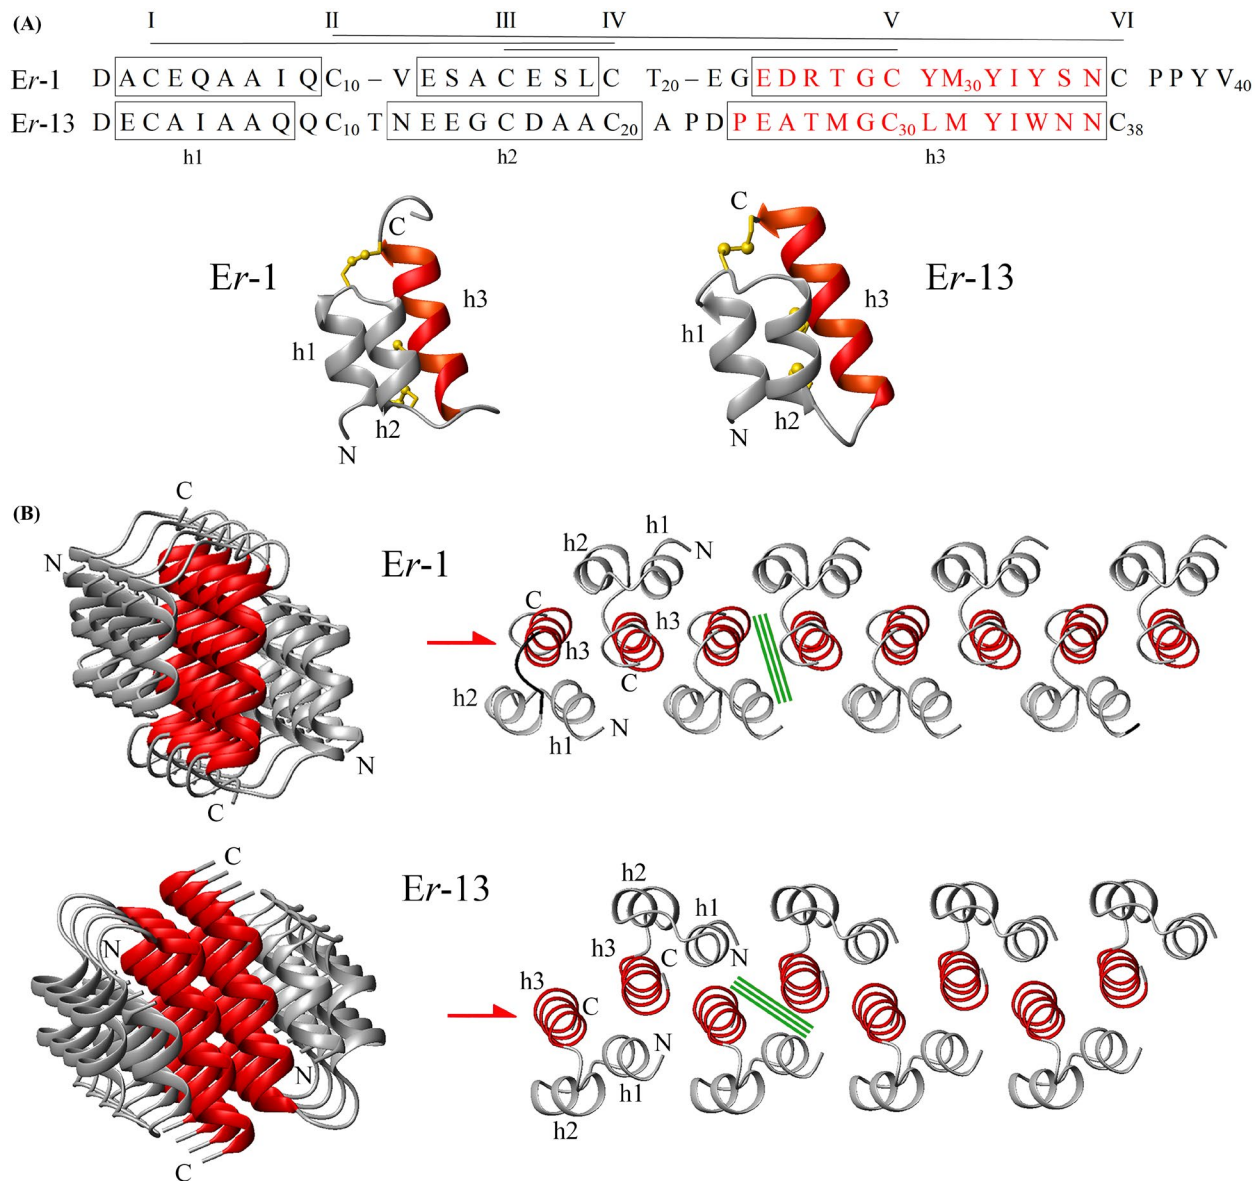 (A) I II III IV V VI
Er-1 D A C E Q A A I Q C10 – V E S A C E S L C T20 – E G E D R T G C Y M30 Y I Y S N C P P Y V40
Er-13 D E C A I A A Q Q C10 T N E E G C D A A C20 A P D P E A T M G C30 L M Y I W N N C38
h1 h2 h3
C C
Er-1 h3 Er-13
h3
h1 h1
h2 h2
N N
(B)
C
N Er-1 h2 h1 N
C h3
h3
C
h2 N
h1
N
C
C
Er-13 h2
h1
N h3 C N
h3 C
N N
h1
h2
C